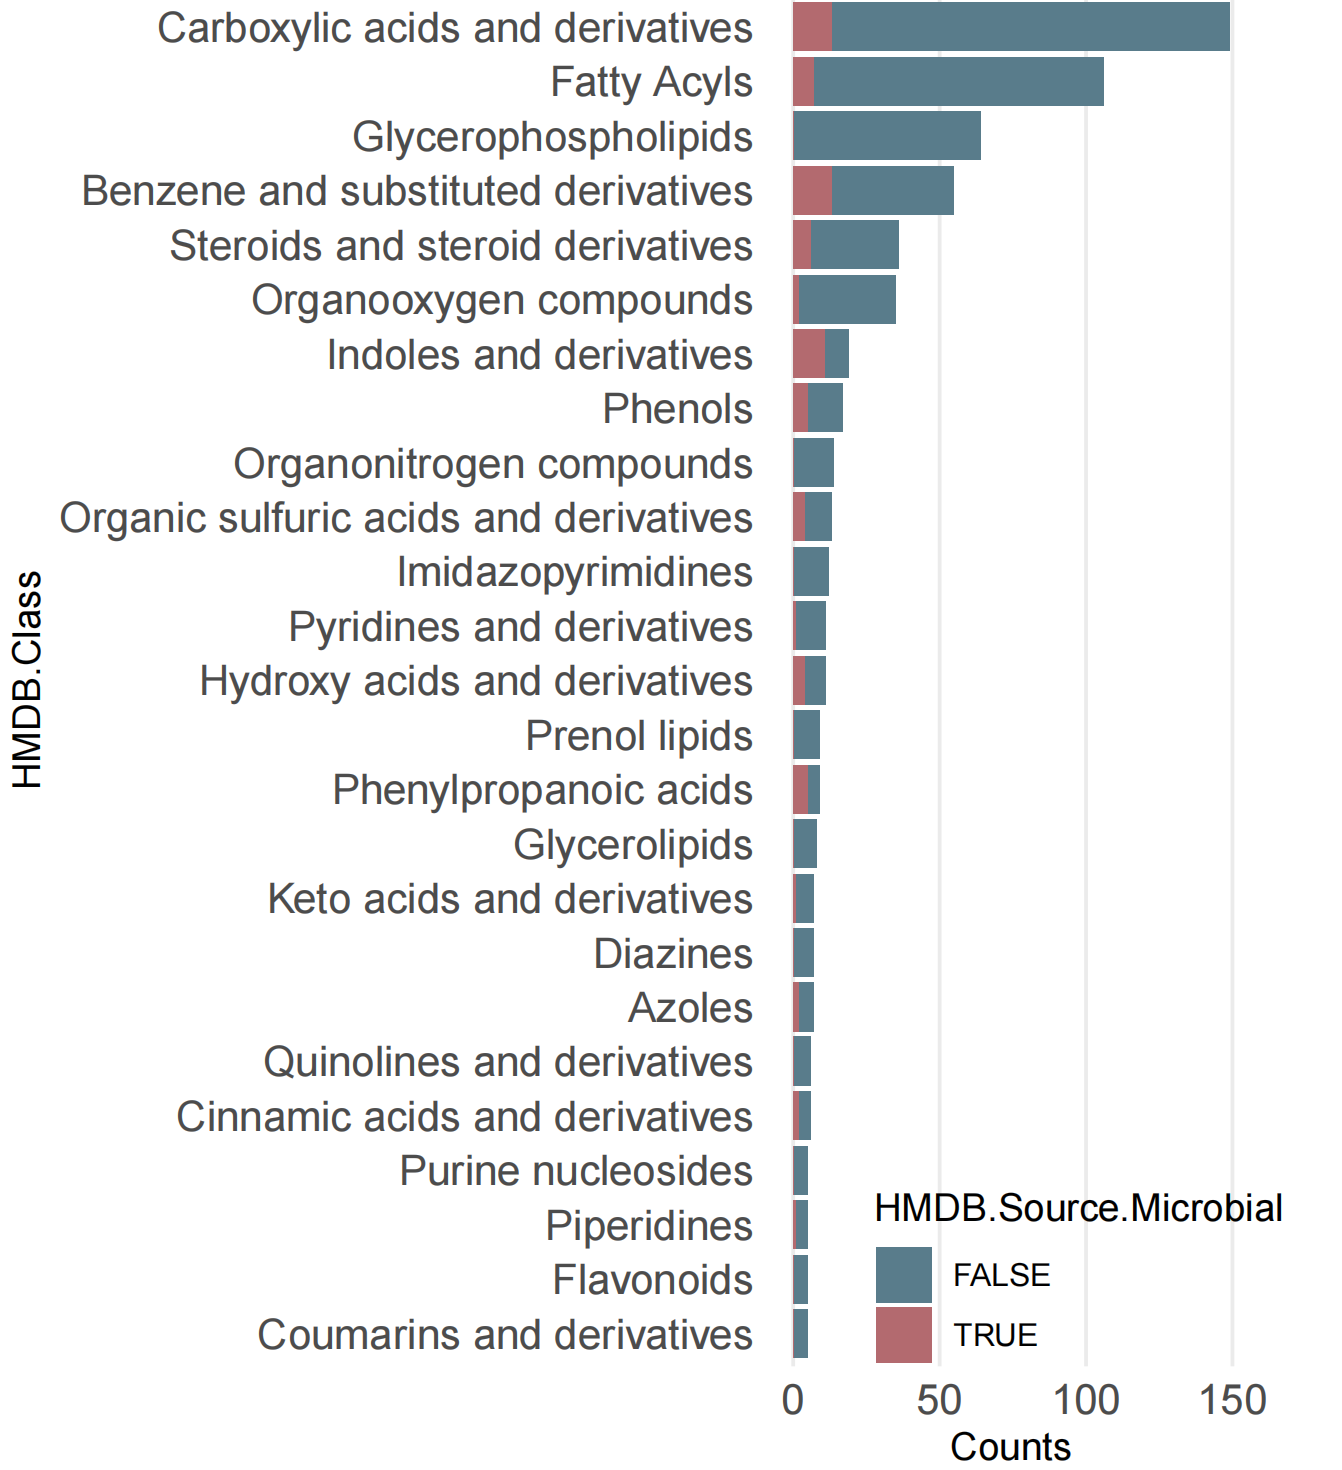 Carboxylic acids and derivatives
Fatty Acyls
Glycerophospholipids
Benzene and substituted derivatives
Steroids and steroid derivatives
Organooxygen compounds
Indoles and derivatives
Phenols
Organonitrogen compounds
Organic sulfuric acids and derivatives
Imidazopyrimidines
Pyridines and derivatives
Hydroxy acids and derivatives
Prenol lipids
Phenylpropanoic acids
Glycerolipids
Keto acids and derivatives
Diazines
Azoles
Quinolines and derivatives
Cinnamic acids and derivatives
Purine nucleosides
Piperidines
Flavonoids
Coumarins and derivatives
HMDB.Class
HMDB.Source.Microbial
FALSE
TRUE
0 50 100 150
Counts